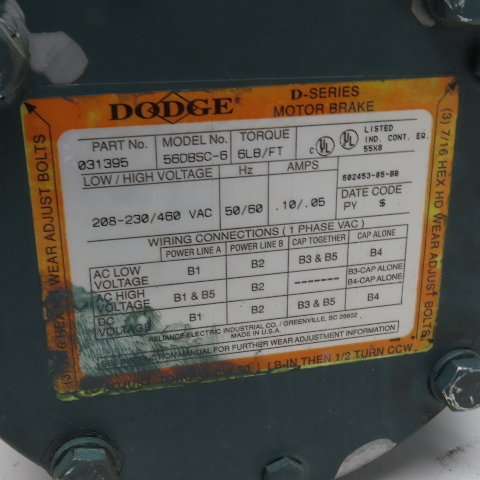 DODGE
D-SERIES
MOTOR BRAKE
PART No. MODEL No. TORQUE
031395 56DBSC-6 6LB/FT
c UL UL LISTED
IND. CONT. EQ.
55X8
LOW / HIGH VOLTAGE Hz AMPS
208-230/460 VAC 50/60 .10/.05
602453-85-BB
DATE CODE
PY $
WIRING CONNECTIONS ( 1 PHASE VAC )
POWER LINE A POWER LINE B CAP TOGETHER CAP ALONE
AC LOW VOLTAGE B1 B2 B3 & B5 B4
AC HIGH VOLTAGE B1 & B5 B2 ------- B3-CAP ALONE
B4-CAP ALONE
DC VOLTAGE B1 B2 B3 & B5 B4
RELIANCE ELECTRIC INDUSTRIAL CO. / GREENVILLE, SC 29602
MADE IN U.S.A.
MANUAL FOR FURTHER WEAR ADJUSTMENT INFORMATION
LB-IN THEN 1/2 TURN CCW
HEX WEAR ADJUST BOLTS
(3) 7/16 HEX HD WEAR ADJUST BOLTS